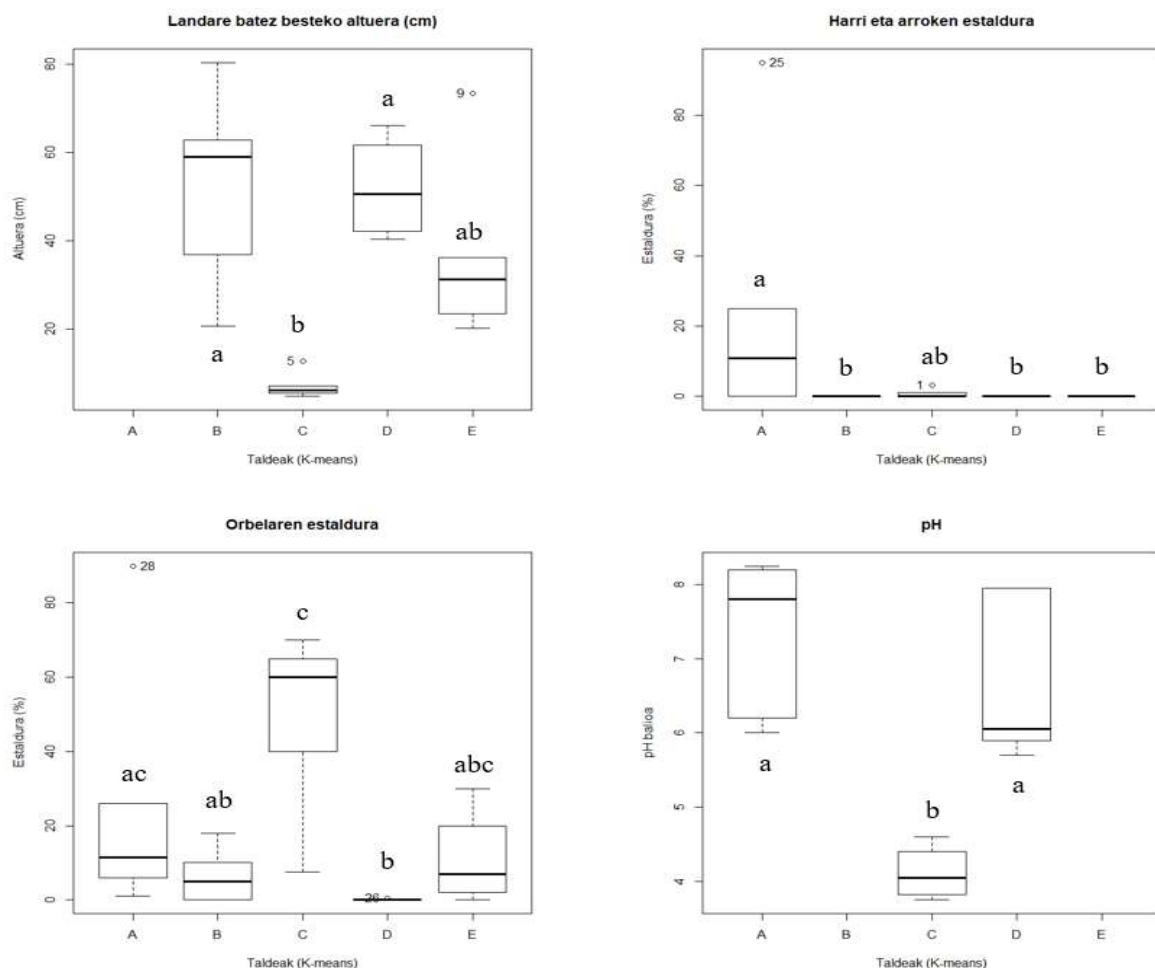 Landare batez besteko altuera (cm)
Altuera (cm)
80
60
40
20
a
b
5
a
ab
9
A B C D E
Taldeak (K-means)
Harri eta arroken estaldura
Estaldura (%)
80
60
40
20
0
25
a
b
ab
1
b
b
A B C D E
Taldeak (K-means)
Orbelaren estaldura
Estaldura (%)
80
60
40
20
0
28
ac
ab
c
b
26
abc
A B C D E
Taldeak (K-means)
pH
pH balioa
8
7
6
5
4
a
b
a
A B C D E
Taldeak (K-means)